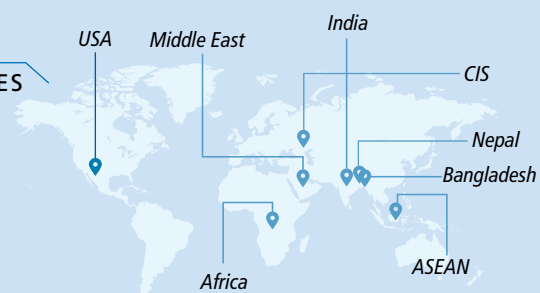 USA
Middle East
India
ES
CIS
Nepal
Bangladesh
Africa
ASEAN